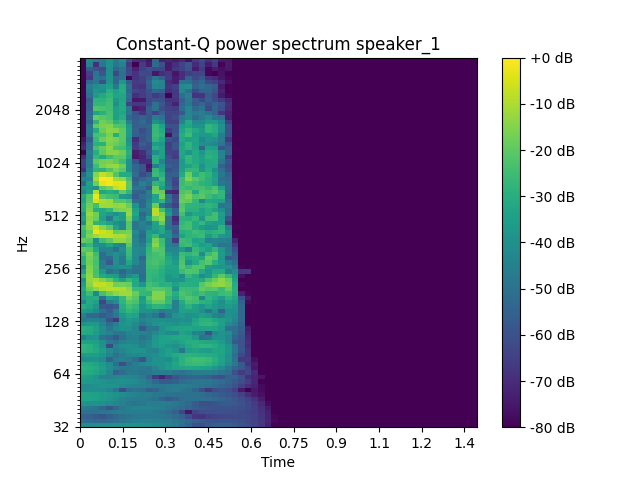 Constant-Q power spectrum speaker_1
+0 dB
-10 dB
-20 dB
-30 dB
-40 dB
-50 dB
-60 dB
-70 dB
-80 dB
2048
1024
512
256
128
64
32
Hz
0 0.15 0.3 0.45 0.6 0.75 0.9 1.1 1.2 1.4
Time